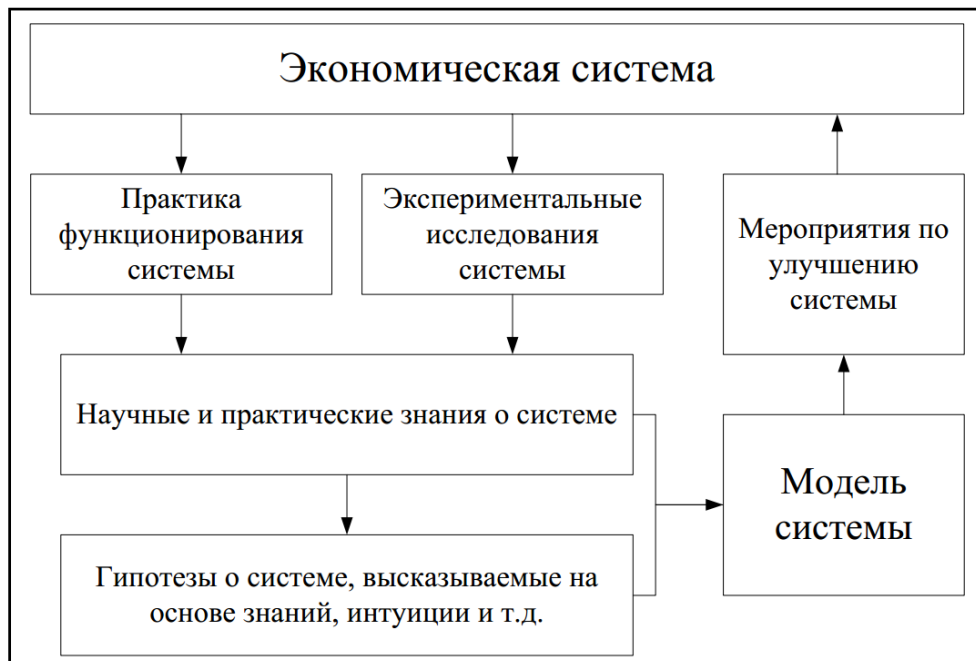 Экономическая система
Практика
функционирования
системы
Экспериментальные
исследования
системы
Мероприятия по
улучшению
системы
Научные и практические знания о системе
Модель
системы
Гипотезы о системе, высказываемые на
основе знаний, интуиции и т.д.